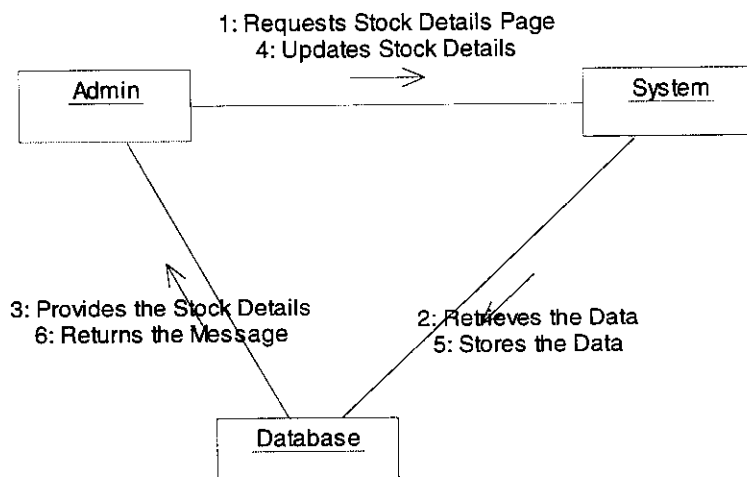 1: Requests Stock Details Page
4: Updates Stock Details
Admin
System
3: Provides the Stock Details
6: Returns the Message
2: Retrieves the Data
5: Stores the Data
Database